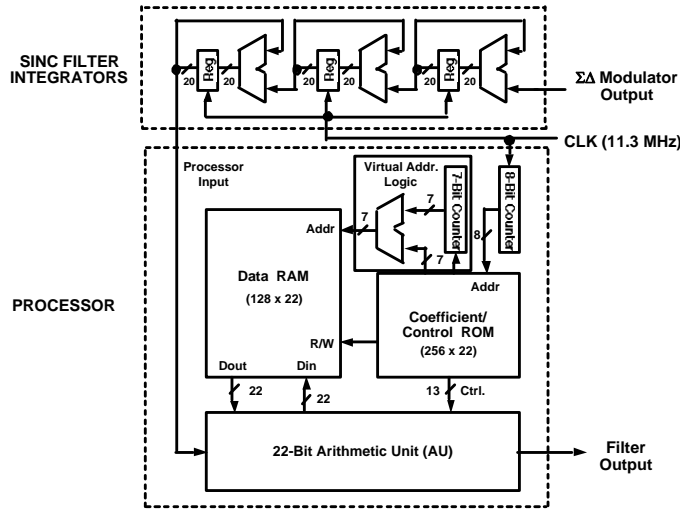 SINC FILTER
INTEGRATORS
20
Reg
20
20
Reg
20
20
Reg
20
ΣΔ Modulator
Output
CLK (11.3 MHz)
Processor
Input
Virtual Addr.
Logic
7-Bit Counter
8-Bit Counter
7
7
7
8
Addr
Addr
Data RAM
(128 x 22)
Coefficient/
Control ROM
(256 x 22)
R/W
PROCESSOR
Dout
Din
22
22
13
Ctrl.
22-Bit Arithmetic Unit (AU)
Filter
Output